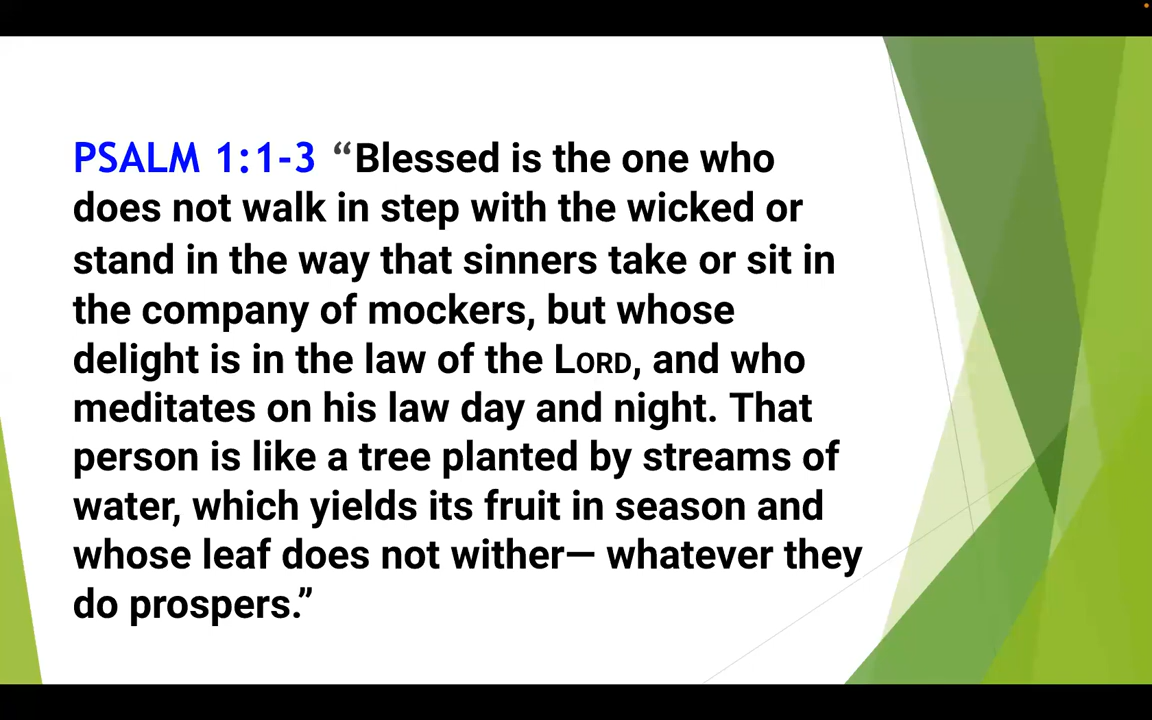 PSALM 1:1-3 “Blessed is the one who
does not walk in step with the wicked or
stand in the way that sinners take or sit in
the company of mockers, but whose
delight is in the law of the LORD, and who
meditates on his law day and night. That
person is like a tree planted by streams of
water, which yields its fruit in season and
whose leaf does not wither— whatever they
do prospers.”